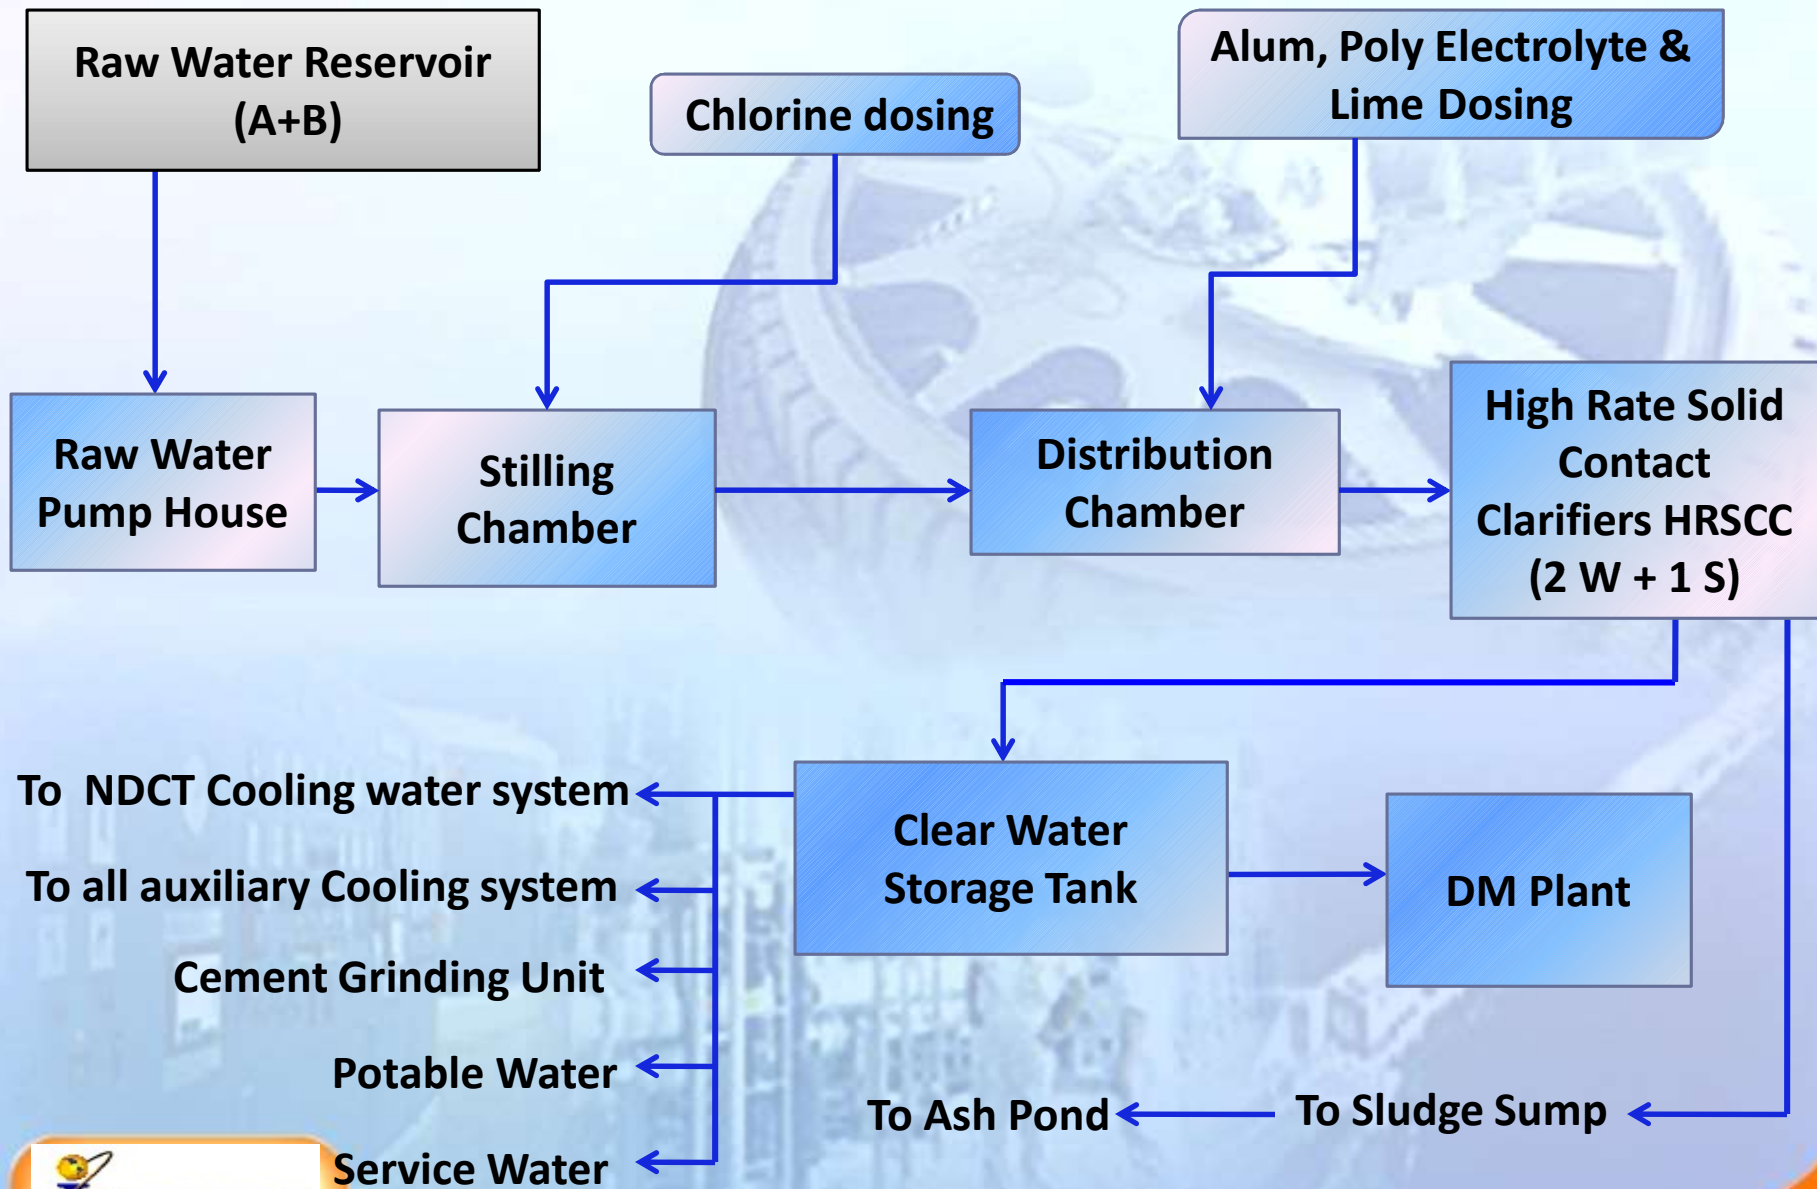 Raw Water Reservoir
(A+B)
Chlorine dosing
Alum, Poly Electrolyte &
Lime Dosing
Raw Water
Pump House
Stilling
Chamber
Distribution
Chamber
High Rate Solid
Contact
Clarifiers HRSCC
(2 W + 1 S)
To  NDCT Cooling water system
To all auxiliary Cooling system
Cement Grinding Unit
Potable Water
Service Water
Clear Water
Storage Tank
DM Plant
To Ash Pond
To Sludge Sump